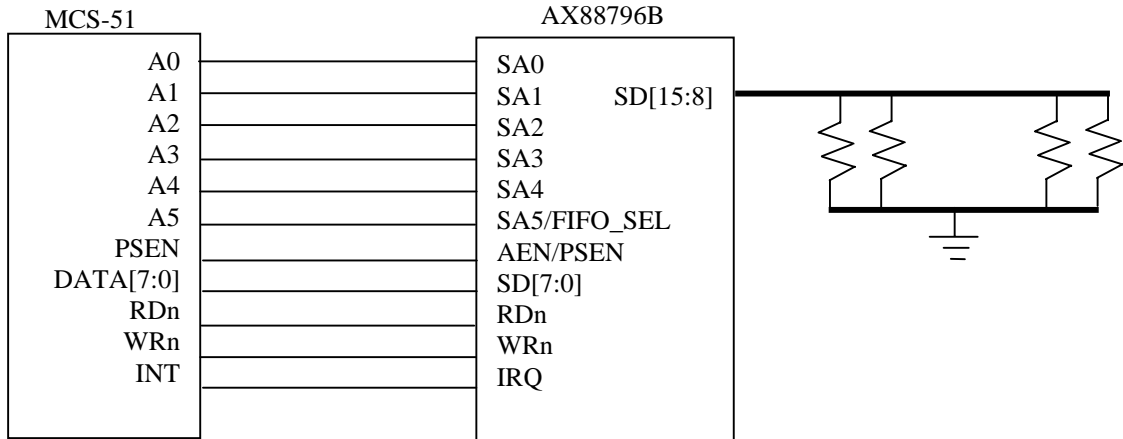 MCS-51
AX88796B
A0
A1
A2
A3
A4
A5
PSEN
DATA[7:0]
RDn
WRn
INT
SA0
SA1
SA2
SA3
SA4
SA5/FIFO_SEL
AEN/PSEN
SD[7:0]
RDn
WRn
IRQ
SD[15:8]